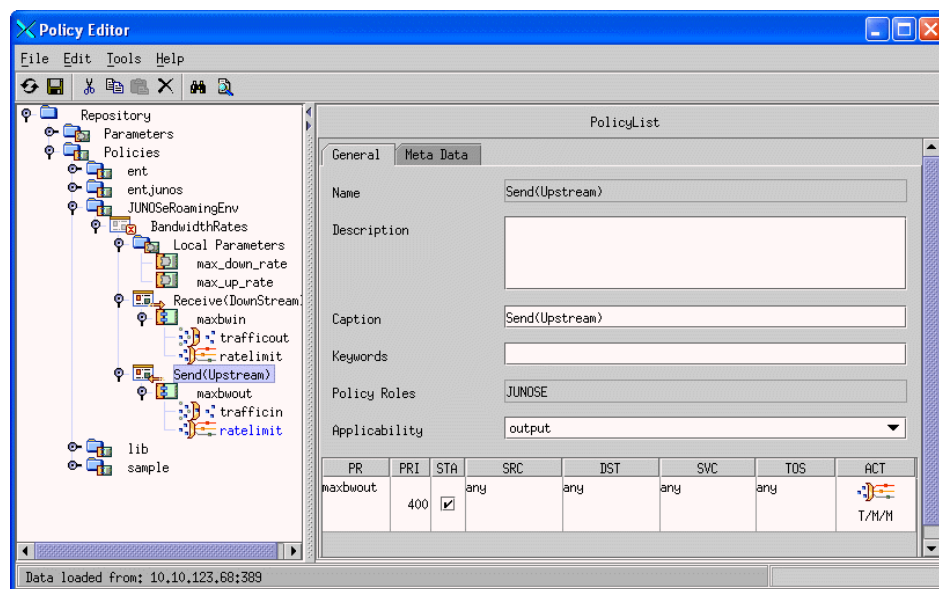 Policy Editor
File Edit Tools Help
Repository
Parameters
Policies
ent
entjunos
JUNOSeRoamingEnv
BandwidthRates
Local Parameters
max_down_rate
max_up_rate
Receive(DownStream)
maxbwin
trafficout
ratelimit
Send(Upstream)
maxbwout
trafficin
ratelimit
lib
sample
PolicyList
General Meta Data
Name Send(Upstream)
Description
Caption Send(Upstream)
Keywords
Policy Roles JUNOSE
Applicability output
PR PRI STA SRC DST SVC TOS ACT
maxbwout 400 any any any any T/M/M
Data loaded from: 10.10.123.68:389